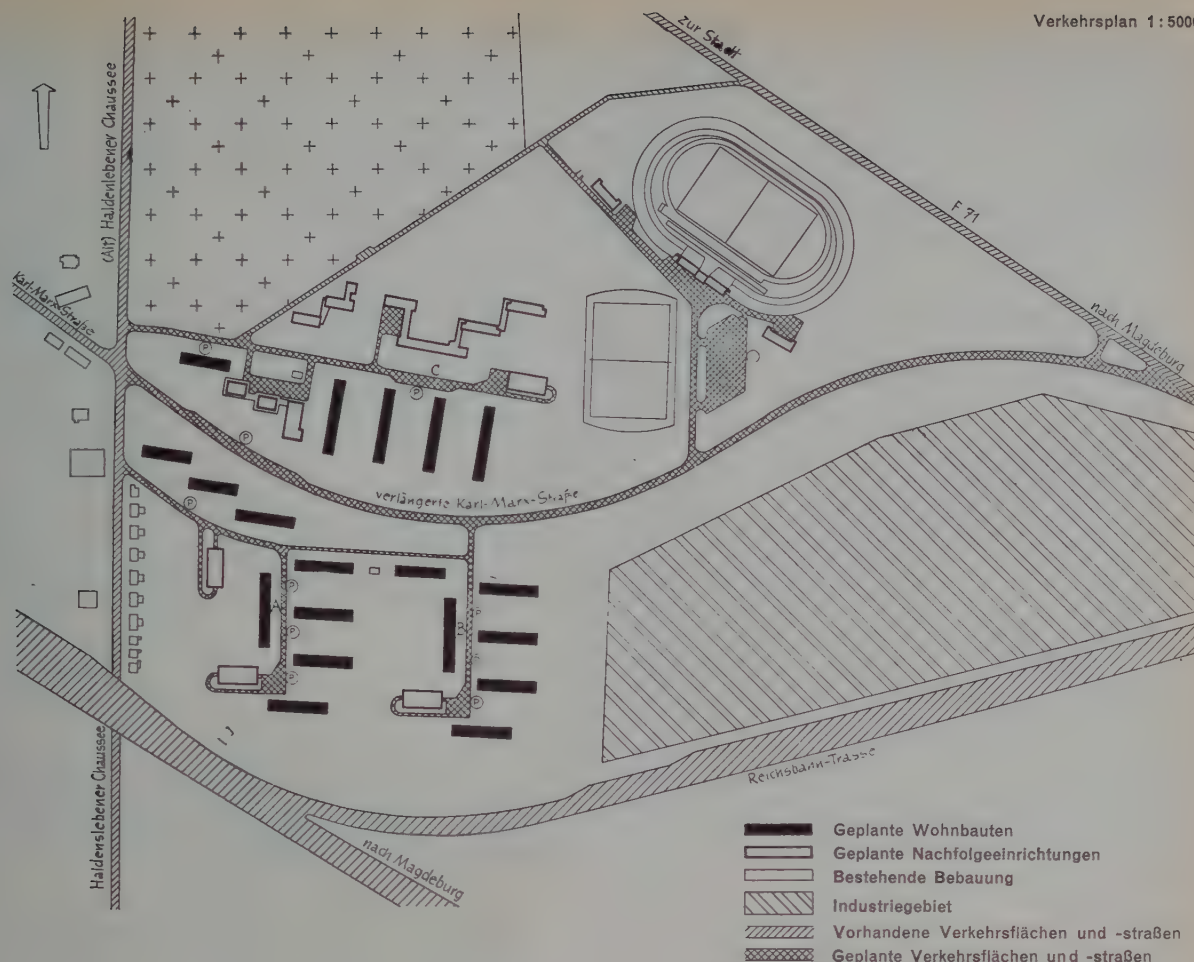 Verkehrsplan 1:5000
zur Stadt
(Alt) Haldenslebener Chaussee
F 71
Karl-Marx-Straße
nach Magdeburg
P
P
C
P
C
verlängerte Karl-Marx-Straße
P
P
A
P
P
B
P
P
Haldenslebener Chaussee
Reichsbahn-Trasse
nach Magdeburg
Geplante Wohnbauten
Geplante Nachfolgeeinrichtungen
Bestehende Bebauung
Industriegebiet
Vorhandene Verkehrsflächen und -straßen
Geplante Verkehrsflächen und -straßen